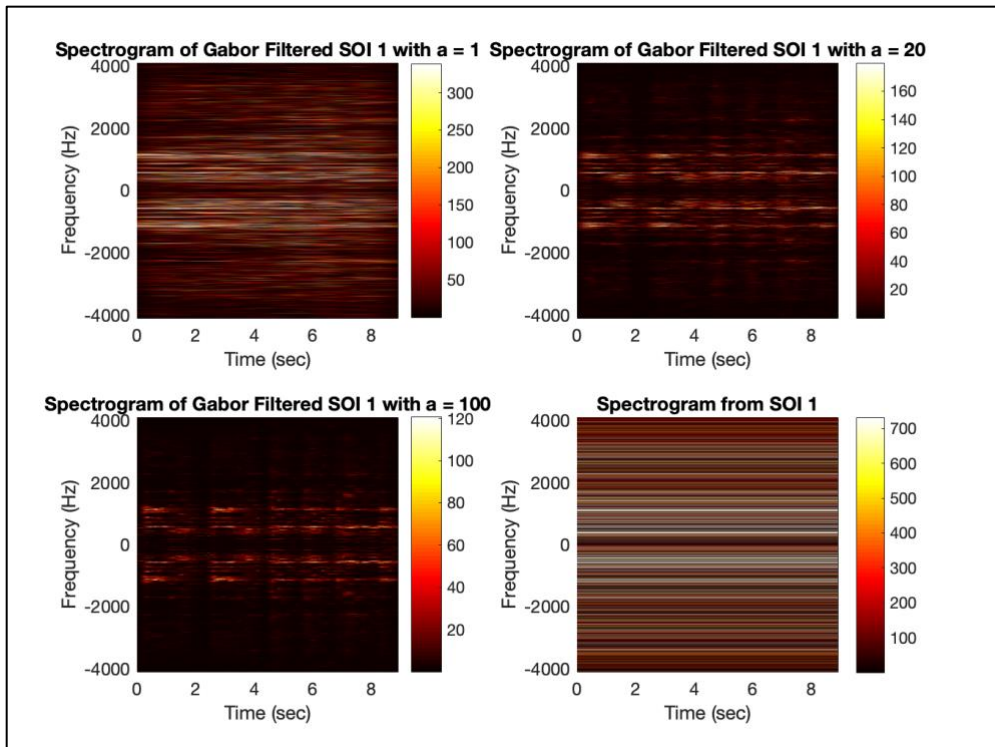 Spectrogram of Gabor Filtered SOI 1 with a = 1
4000
2000
0
-2000
-4000
Frequency (Hz)
0 2 4 6 8
Time (sec)
300
250
200
150
100
50
Spectrogram of Gabor Filtered SOI 1 with a = 20
4000
2000
0
-2000
-4000
Frequency (Hz)
0 2 4 6 8
Time (sec)
160
140
120
100
80
60
40
20
Spectrogram of Gabor Filtered SOI 1 with a = 100
4000
2000
0
-2000
-4000
Frequency (Hz)
0 2 4 6 8
Time (sec)
120
100
80
60
40
20
Spectrogram from SOI 1
4000
2000
0
-2000
-4000
Frequency (Hz)
0 2 4 6 8
Time (sec)
700
600
500
400
300
200
100